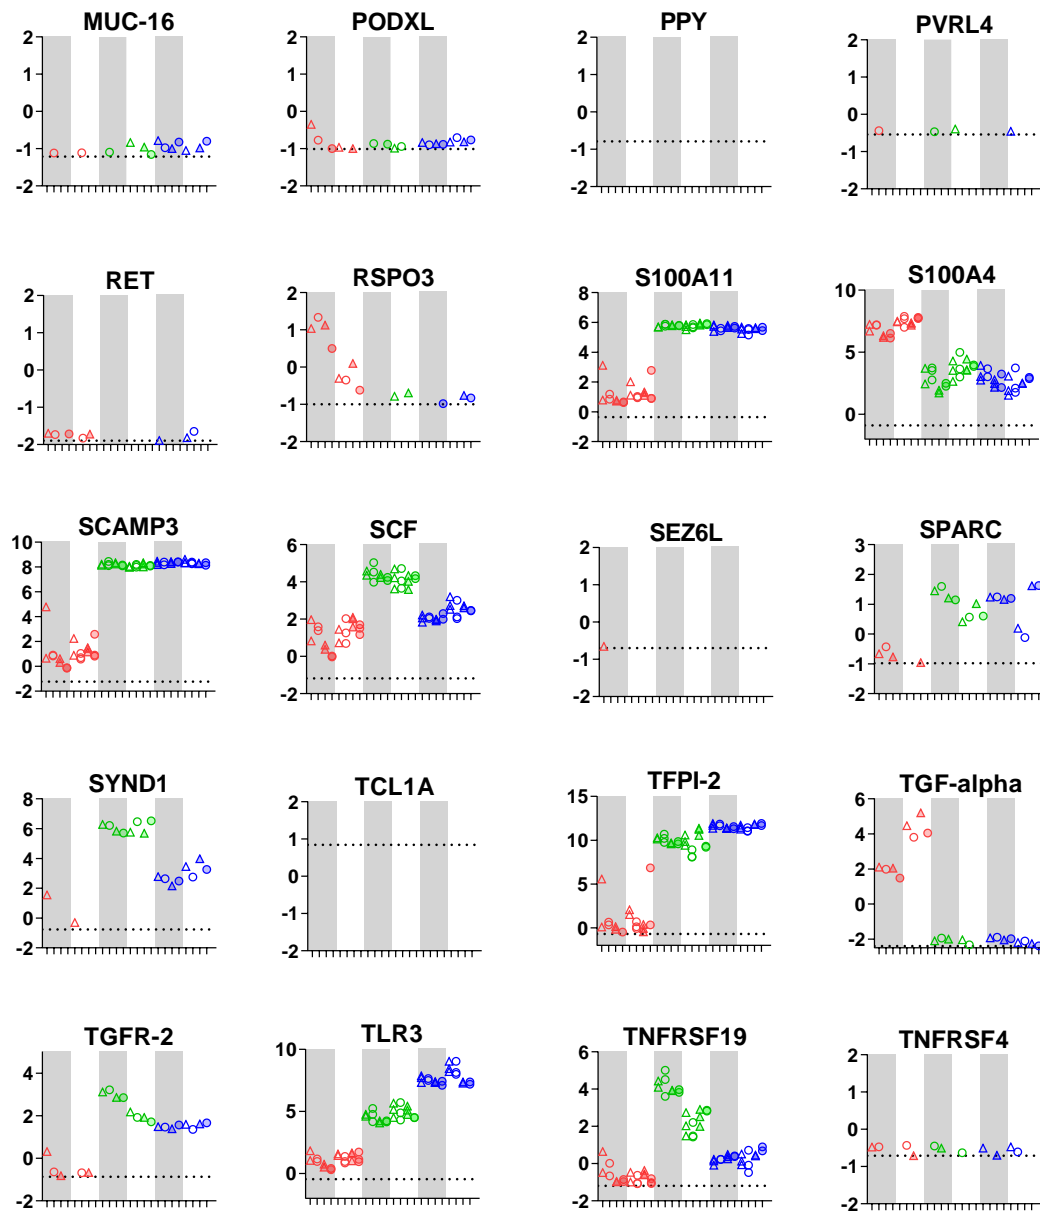 MUC-16 PODXL PPY PVRL4
2 2 2 2
1 1 1 1
0 0 0 0
-1 -1 -1 -1
-2 -2 -2 -2
RET RSPO3 S100A11 S100A4
2 2 8 10
1 1 6
0 0 4 5
-1 -1 2
-2 -2 0 0
-2
SCAMP3 SCF SEZ6L SPARC
10 6 2 3
8 4 1 2
6 2 0 1
4 0 -1 0
2 -2 -2 -1
0 -2
-2
SYND1 TCL1A TFPI-2 TGF-alpha
8 2 15 6
6 1 10 4
4 0 5 2
2 -1 0 0
0 -2 -2
-2
TGFR-2 TLR3 TNFRSF19 TNFRSF4
4 10 6 2
2 5 4 1
0 0 2 0
-2 0 -1
-2 -2